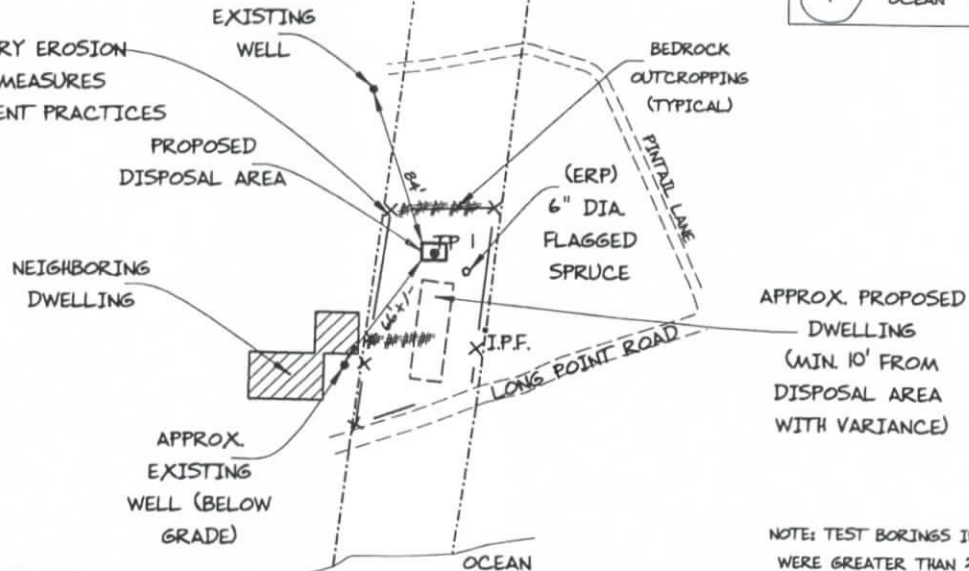 OCEAN
EXISTING
WELL
RY EROSION
MEASURES
ENT PRACTICES
BEDROCK
OUTCROPPING
(TYPICAL)
PROPOSED
DISPOSAL AREA
84'
(ERP)
6" DIA.
FLAGGED
SPRUCE
PINTAIL LANE
TP
NEIGHBORING
DWELLING
66'±
I.P.F.
LONG POINT ROAD
APPROX. PROPOSED
DWELLING
(MIN. 10' FROM
DISPOSAL AREA
WITH VARIANCE)
APPROX.
EXISTING
WELL (BELOW
GRADE)
OCEAN
NOTE: TEST BORINGS
WERE GREATER THAN